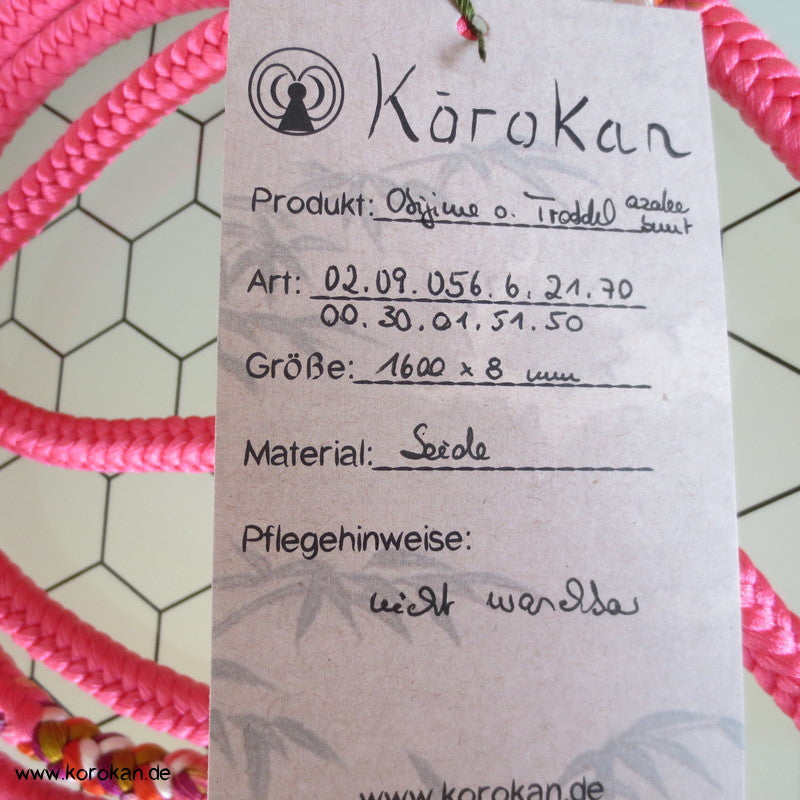 Kōrokan
Produkt: Obijime o. Troddel azalee bunt
Art: 02.09.056.6.21.70
00.30.01.51.50
Größe: 1600 x 8 mm
Material: Seide
Pflegehinweise:
nicht waschbar
www.korokan.de
www.korokan.de